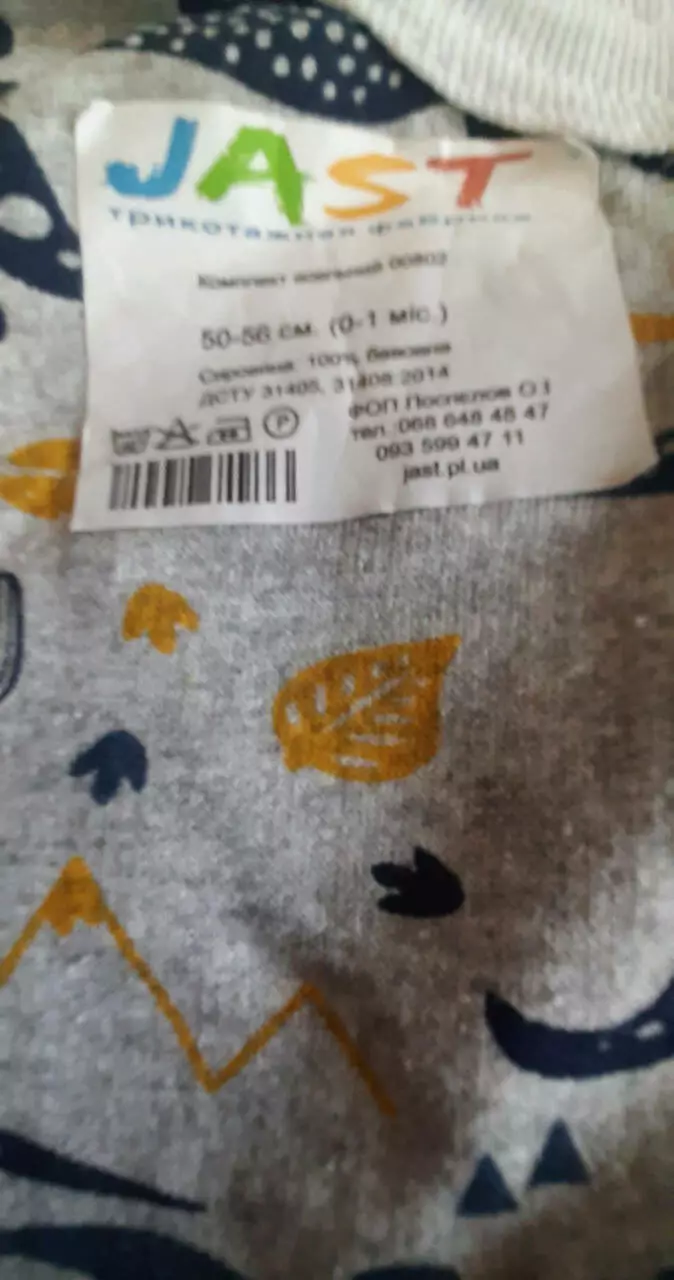 JAST
трикотажная фабрика
Комплект ясельний 00802
50-56 см. (0-1 міс.)
Сировина: 100% бавовна
ДСТУ 31405, 31408:2014
ФОП Поспелов О.І
тел.:068 648 48 47
093 599 47 11
jast.pl.ua
P